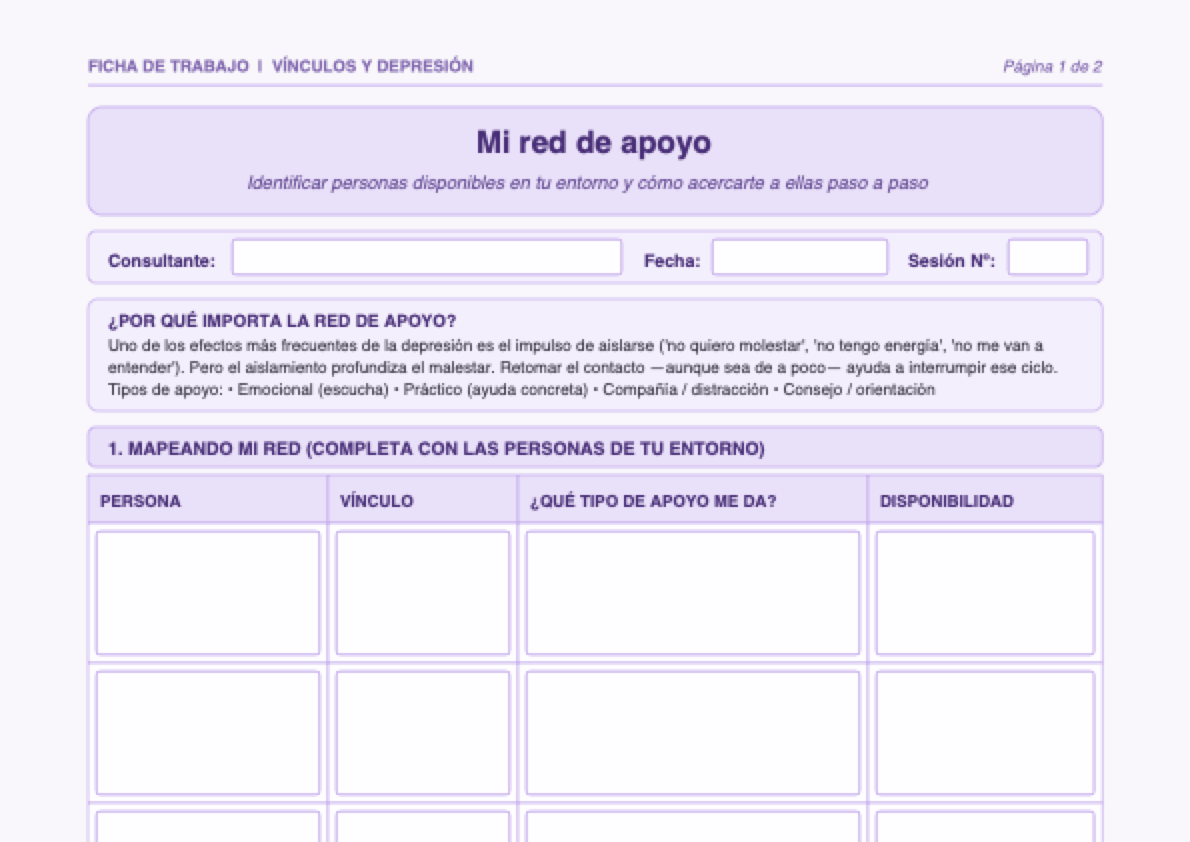 FICHA DE TRABAJO | VÍNCULOS Y DEPRESIÓN
Página 1 de 2
Mi red de apoyo
Identificar personas disponibles en tu entorno y cómo acercarte a ellas paso a paso
Consultante: Fecha: Sesión Nº:
¿POR QUÉ IMPORTA LA RED DE APOYO?
Uno de los efectos más frecuentes de la depresión es el impulso de aislarse ('no quiero molestar', 'no tengo energía', 'no me van a
entender'). Pero el aislamiento profundiza el malestar. Retomar el contacto —aunque sea de a poco— ayuda a interrumpir ese ciclo.
Tipos de apoyo: • Emocional (escucha) • Práctico (ayuda concreta) • Compañía / distracción • Consejo / orientación
1. MAPEANDO MI RED (COMPLETA CON LAS PERSONAS DE TU ENTORNO)
PERSONA VÍNCULO ¿QUÉ TIPO DE APOYO ME DA? DISPONIBILIDAD